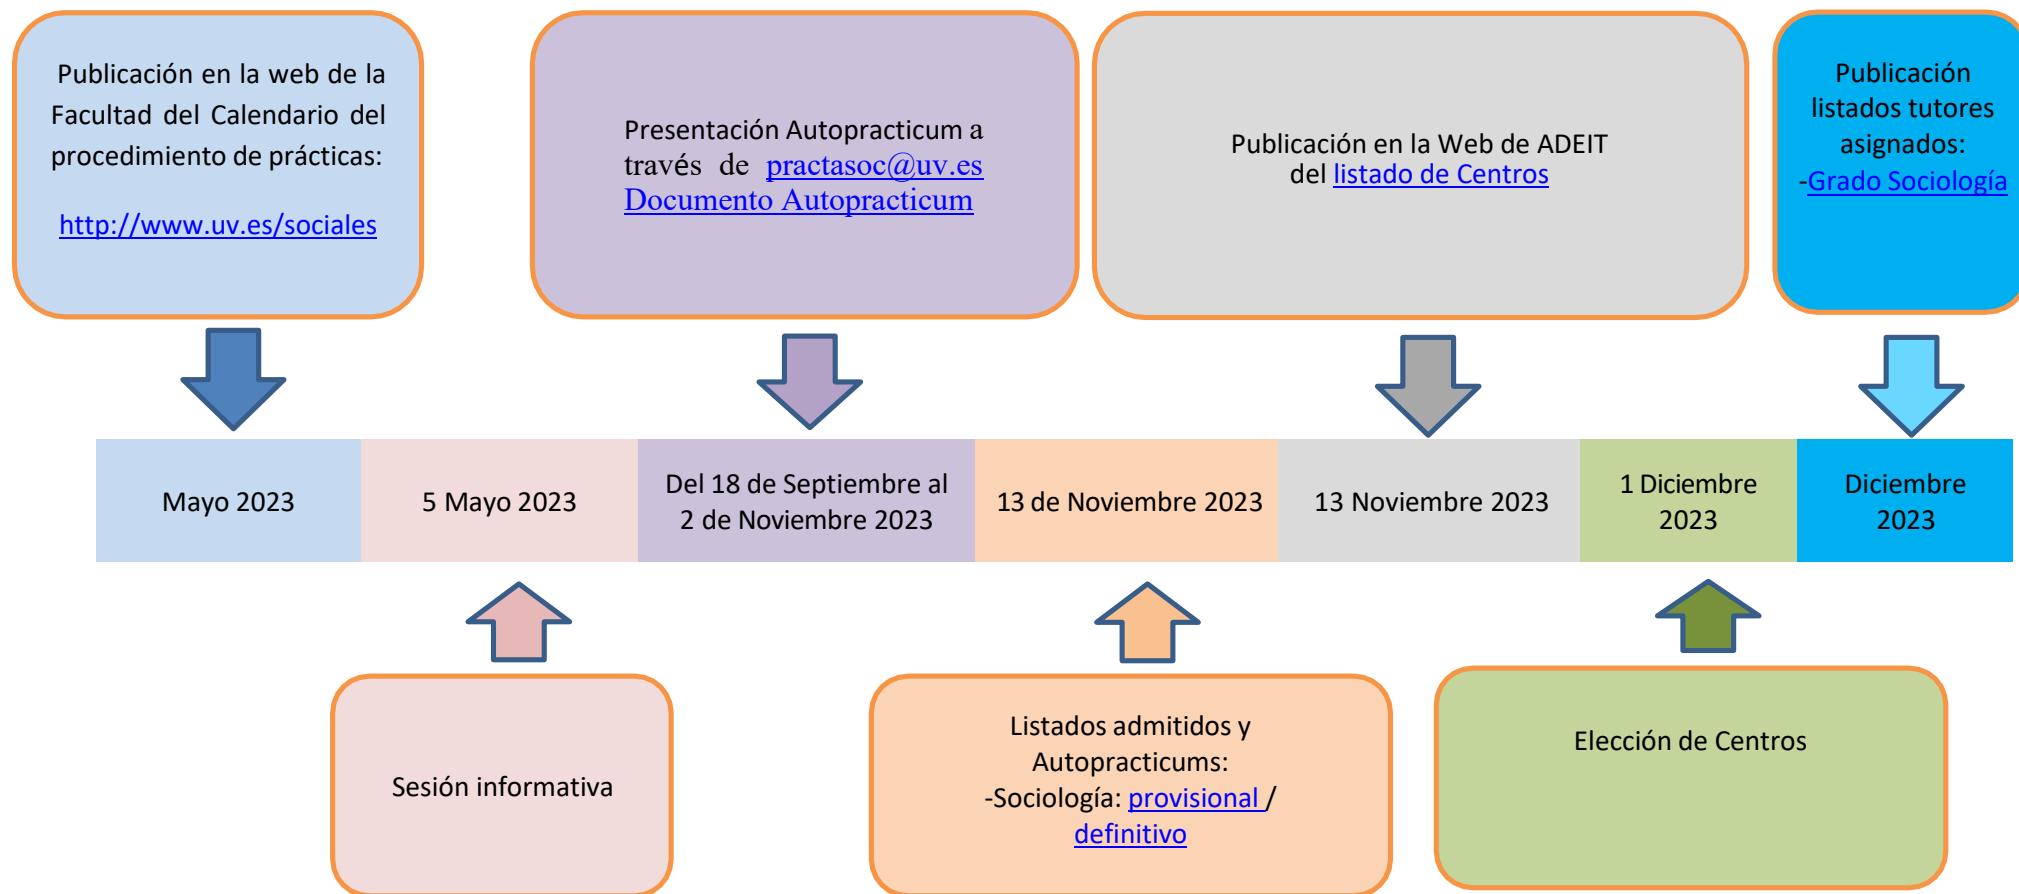 Publicación en la web de la
Facultad del Calendario del
procedimiento de prácticas:
http://www.uv.es/sociales
Presentación Autopracticum a
través de practasoc@uv.es
Documento Autopracticum
Publicación en la Web de ADEIT
del listado de Centros
Publicación
listados tutores
asignados:
-Grado Sociología
Mayo 2023
5 Mayo 2023
Del 18 de Septiembre al
2 de Noviembre 2023
13 de Noviembre 2023
13 Noviembre 2023
1 Diciembre
2023
Diciembre
2023
Sesión informativa
Listados admitidos y
Autopracticums:
-Sociología: provisional /
definitivo
Elección de Centros